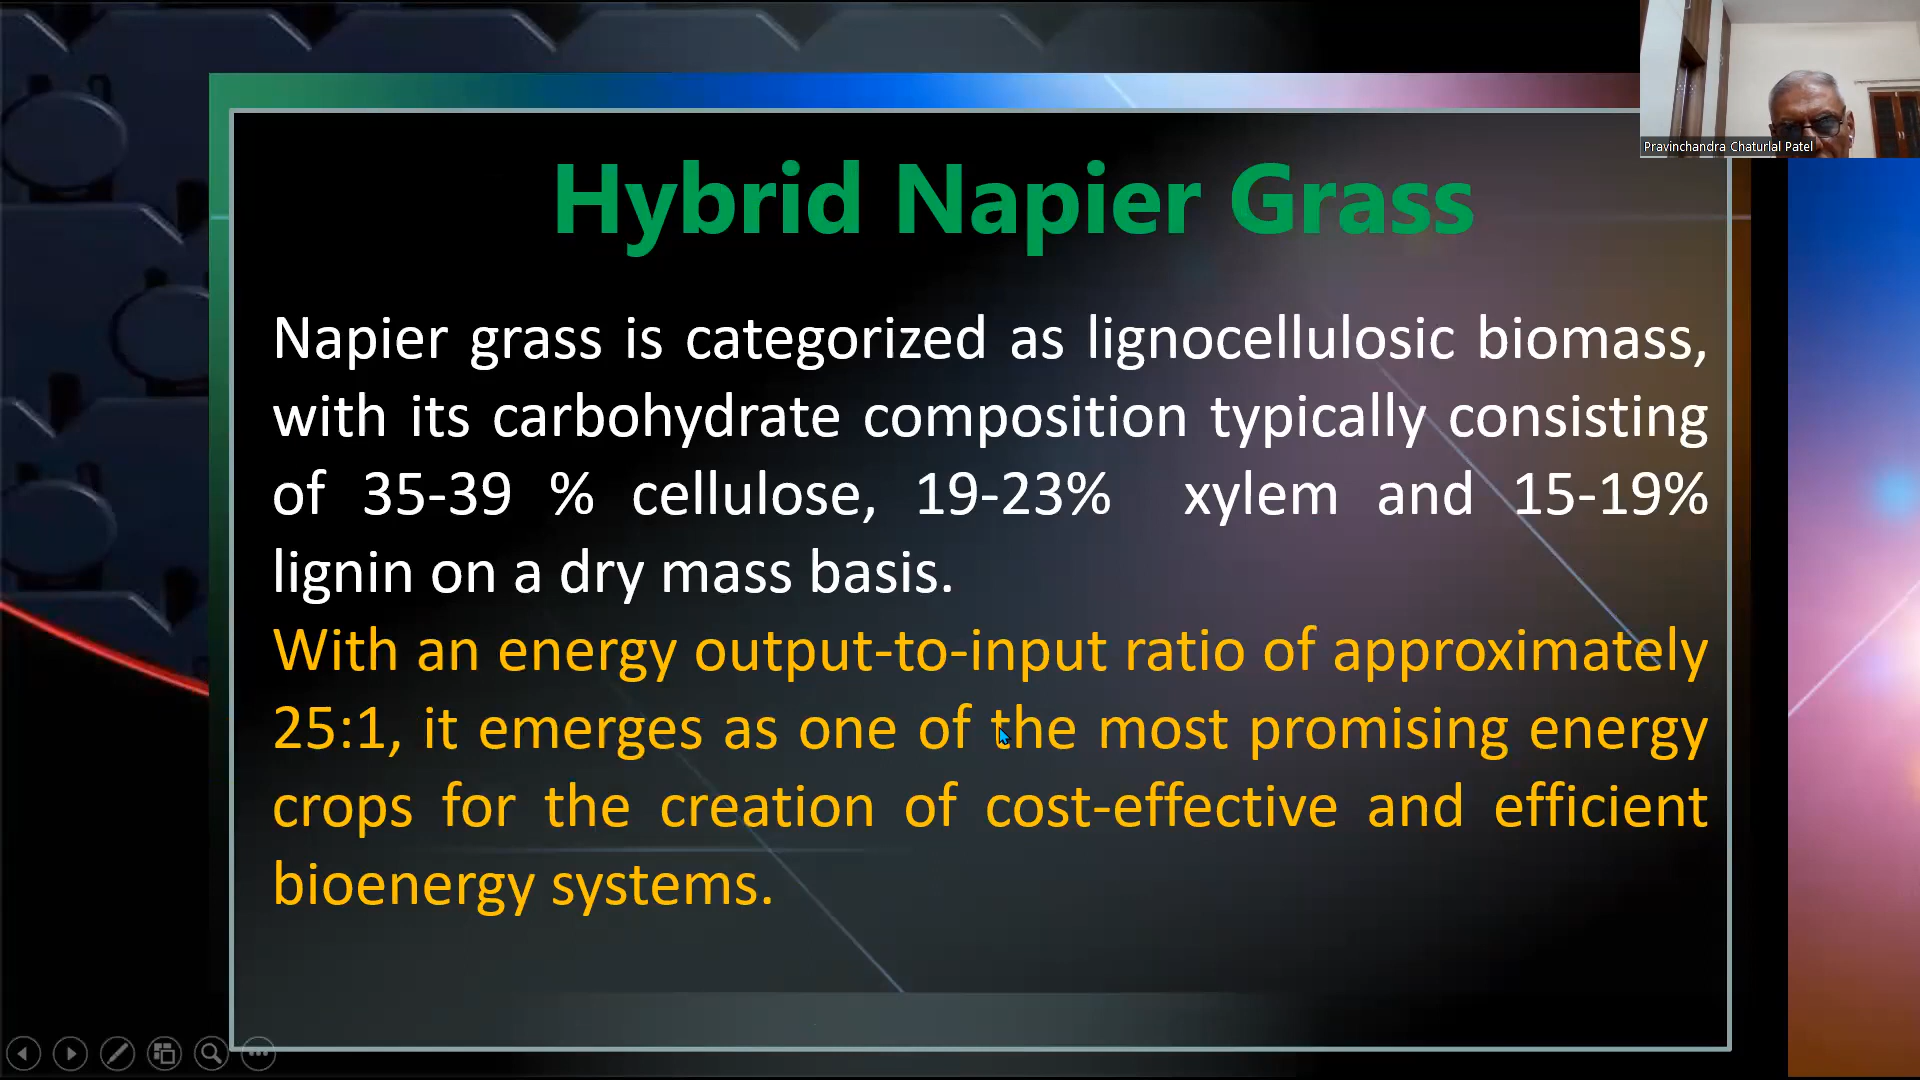 Pravinchandra Chaturlal Patel
Hybrid Napier Grass
Napier grass is categorized as lignocellulosic biomass,
with its carbohydrate composition typically consisting
of 35-39 % cellulose, 19-23% xylem and 15-19%
lignin on a dry mass basis.
With an energy output-to-input ratio of approximately
25:1, it emerges as one of the most promising energy
crops for the creation of cost-effective and efficient
bioenergy systems.